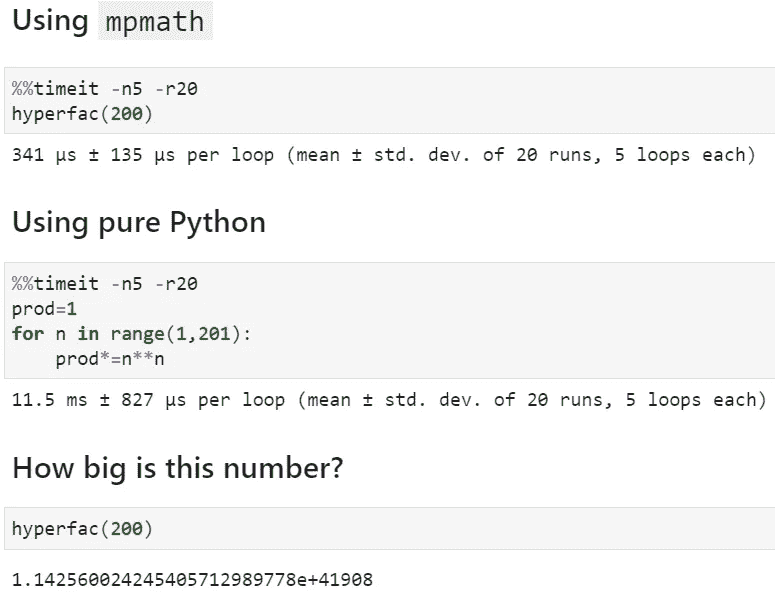 Using mpmath
%%timeit -n5 -r20
hyperfac(200)
341 µs ± 135 µs per loop (mean ± std. dev. of 20 runs, 5 loops each)
Using pure Python
%%timeit -n5 -r20
prod=1
for n in range(1,201):
    prod*=n**n
11.5 ms ± 827 µs per loop (mean ± std. dev. of 20 runs, 5 loops each)
How big is this number?
hyperfac(200)
1.142560024245405712989778e+41908